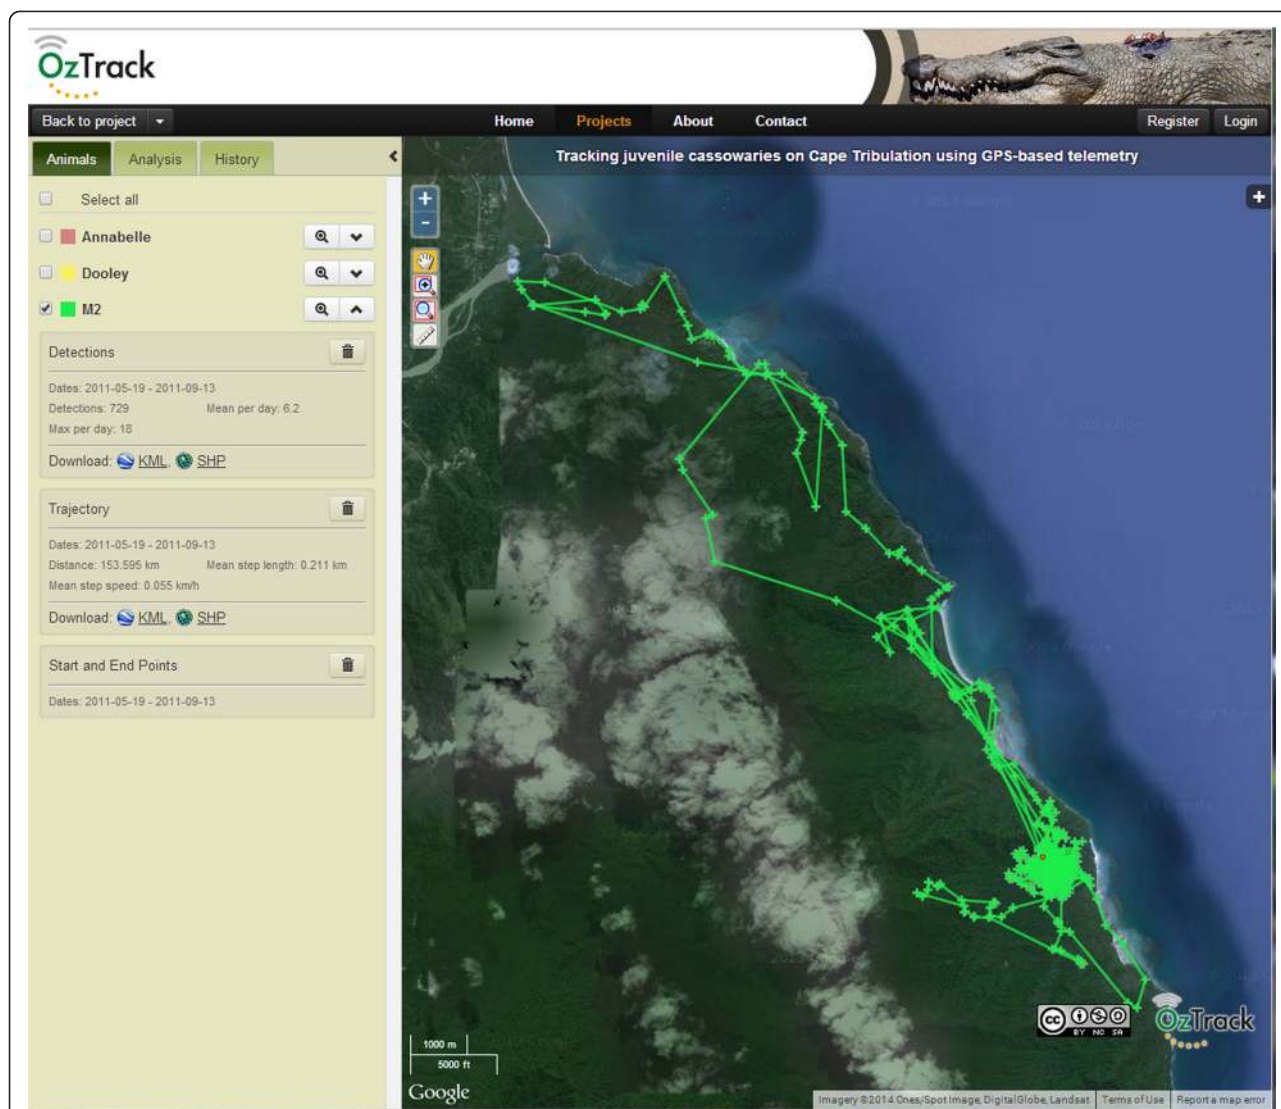 OzTrack
Back to project
Home
Projects
About
Contact
Register
Login
Animals
Analysis
History
Tracking juvenile cassowaries on Cape Tribulation using GPS-based telemetry
Select all
Annabelle
Dooley
M2
Detections
Dates: 2011-05-19 - 2011-09-13
Detections: 729
Mean per day: 6.2
Max per day: 18
Download: KML, SHP
Trajectory
Dates: 2011-05-19 - 2011-09-13
Distance: 153.595 km
Mean step length: 0.211 km
Mean step speed: 0.055 km/h
Download: KML, SHP
Start and End Points
Dates: 2011-05-19 - 2011-09-13
1000 m
5000 ft
Google
cc
BY NC SA
OzTrack
Imagery ©2014 Cnes/Spot Image, DigitalGlobe, Landsat
Terms of Use
Report a map error